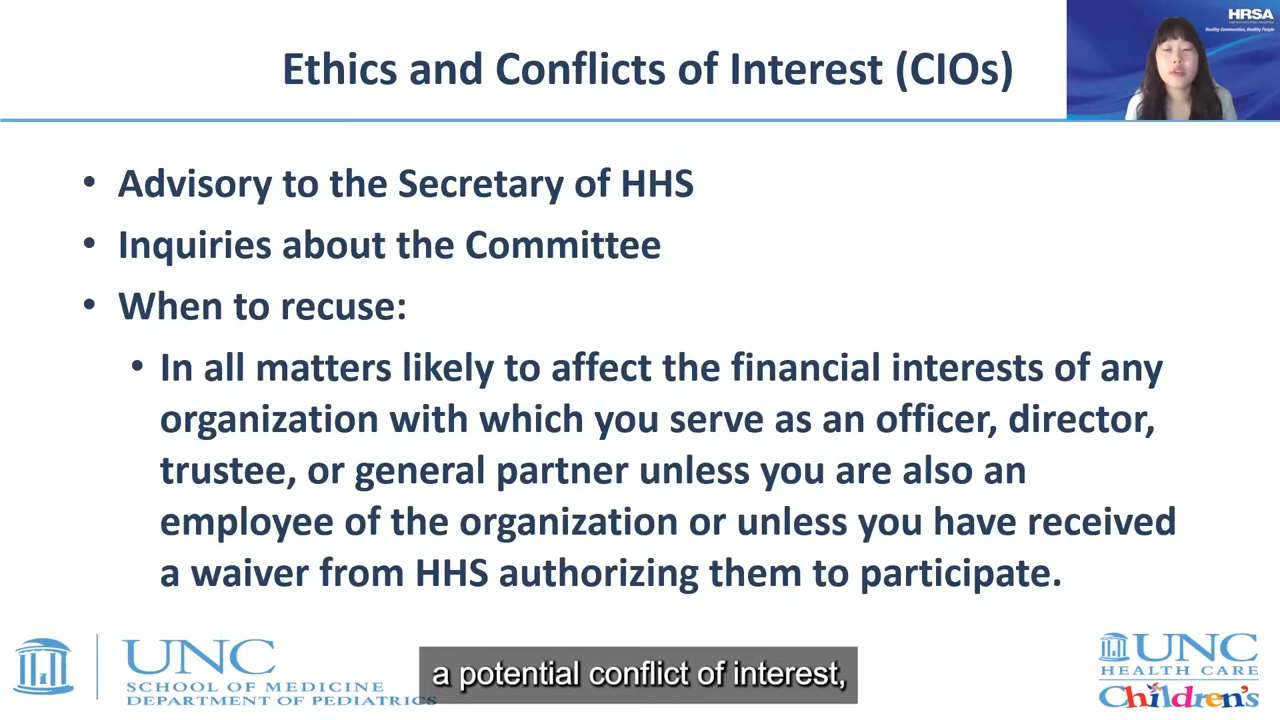 Ethics and Conflicts of Interest (CIOs)
HRSA
Healthy Communities, Healthy People
• Advisory to the Secretary of HHS
• Inquiries about the Committee
• When to recuse:
• In all matters likely to affect the financial interests of any
organization with which you serve as an officer, director,
trustee, or general partner unless you are also an
employee of the organization or unless you have received
a waiver from HHS authorizing them to participate.
UNC
SCHOOL OF MEDICINE
DEPARTMENT OF PEDIATRICS
a potential conflict of interest,
UNC
HEALTH CARE
Children's